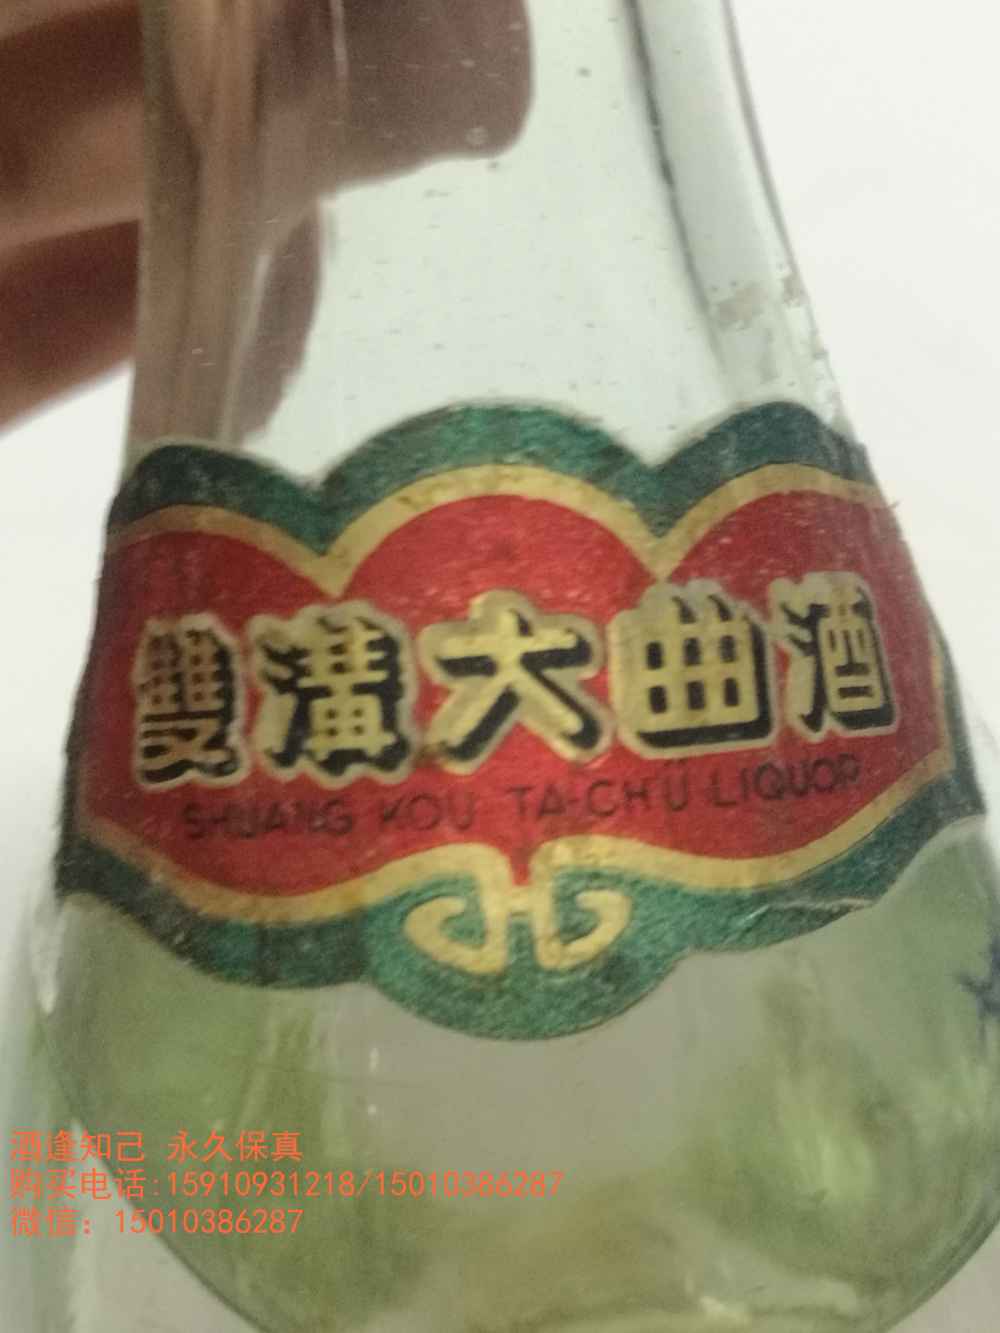 雙溝大曲酒
SHUANG KOU TA-CHÜ LIQUOR
酒逢知己 永久保真
购买电话:15910931218/15010386287
微信：15010386287